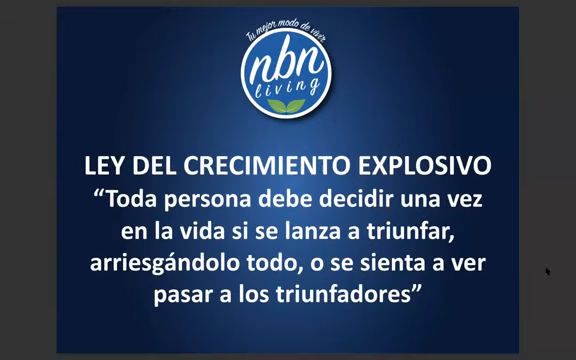 Tu mejor modo de vivir
nbn
living
LEY DEL CRECIMIENTO EXPLOSIVO
“Toda persona debe decidir una vez
en la vida si se lanza a triunfar,
arriesgándolo todo, o se sienta a ver
pasar a los triunfadores”